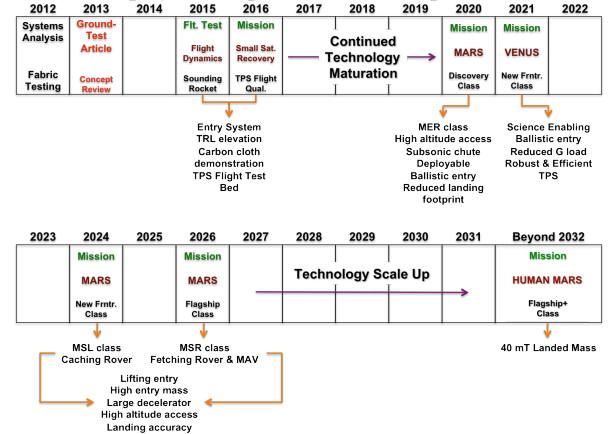 2012 2013 2014 2015 2016 2017 2018 2019 2020 2021 2022
Systems
Analysis
Fabric
Testing
Ground-
Test
Article
Concept
Review
Flt. Test
Flight
Dynamics
Sounding
Rocket
Mission
Small Sat.
Recovery
TPS Flight
Qual.
Continued
Technology
Maturation
Mission
MARS
Discovery
Class
Mission
VENUS
New Frntr.
Class
Entry System
TRL elevation
Carbon cloth
demonstration
TPS Flight Test
Bed
MER class
High altitude access
Subsonic chute
Deployable
Ballistic entry
Reduced landing
footprint
Science Enabling
Ballistic entry
Reduced G load
Robust & Efficient
TPS
2023 2024 2025 2026 2027 2028 2029 2030 2031 Beyond 2032
Mission
MARS
New Frntr.
Class
Mission
MARS
Flagship
Class
Technology Scale Up
Mission
HUMAN MARS
Flagship+
Class
MSL class
Caching Rover
MSR class
Fetching Rover & MAV
40 mT Landed Mass
Lifting entry
High entry mass
Large decelerator
High altitude access
Landing accuracy